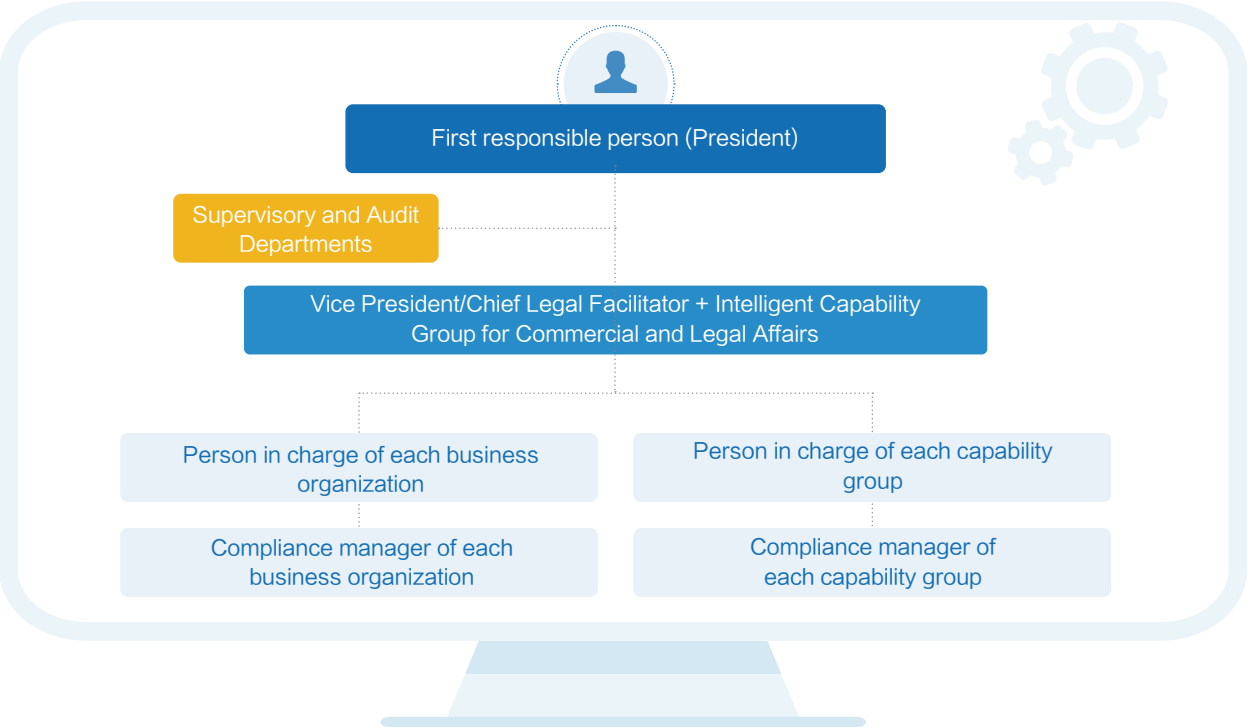 First responsible person (President)
Supervisory and Audit
Departments
Vice President/Chief Legal Facilitator + Intelligent Capability
Group for Commercial and Legal Affairs
Person in charge of each business
organization
Person in charge of each capability
group
Compliance manager of each
business organization
Compliance manager of
each capability group